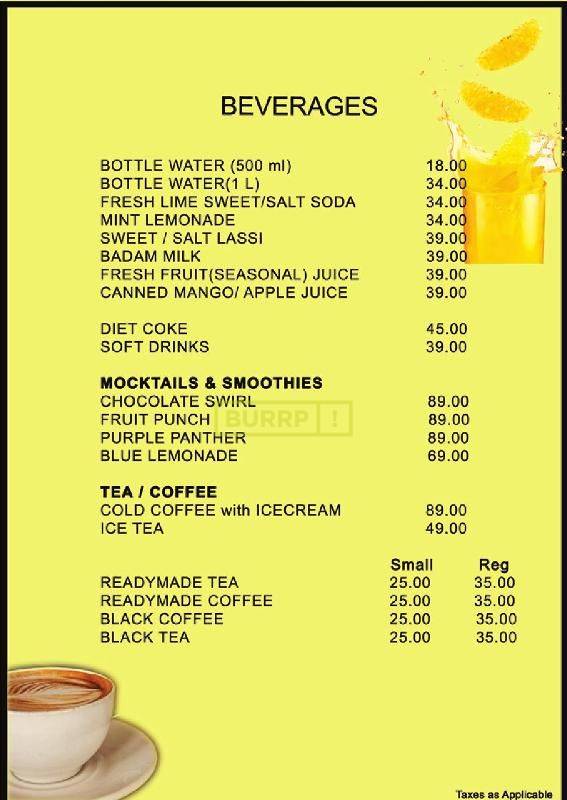 BEVERAGES
BOTTLE WATER (500 ml) 18.00
BOTTLE WATER(1 L) 34.00
FRESH LIME SWEET/SALT SODA 34.00
MINT LEMONADE 34.00
SWEET / SALT LASSI 39.00
BADAM MILK 39.00
FRESH FRUIT(SEASONAL) JUICE 39.00
CANNED MANGO/ APPLE JUICE 39.00
DIET COKE 45.00
SOFT DRINKS 39.00
MOCKTAILS & SMOOTHIES
CHOCOLATE SWIRL 89.00
FRUIT PUNCH 89.00
BURRP !
PURPLE PANTHER 89.00
BLUE LEMONADE 69.00
TEA / COFFEE
COLD COFFEE with ICECREAM 89.00
ICE TEA 49.00
Small Reg
READYMADE TEA 25.00 35.00
READYMADE COFFEE 25.00 35.00
BLACK COFFEE 25.00 35.00
BLACK TEA 25.00 35.00
Taxes as Applicable